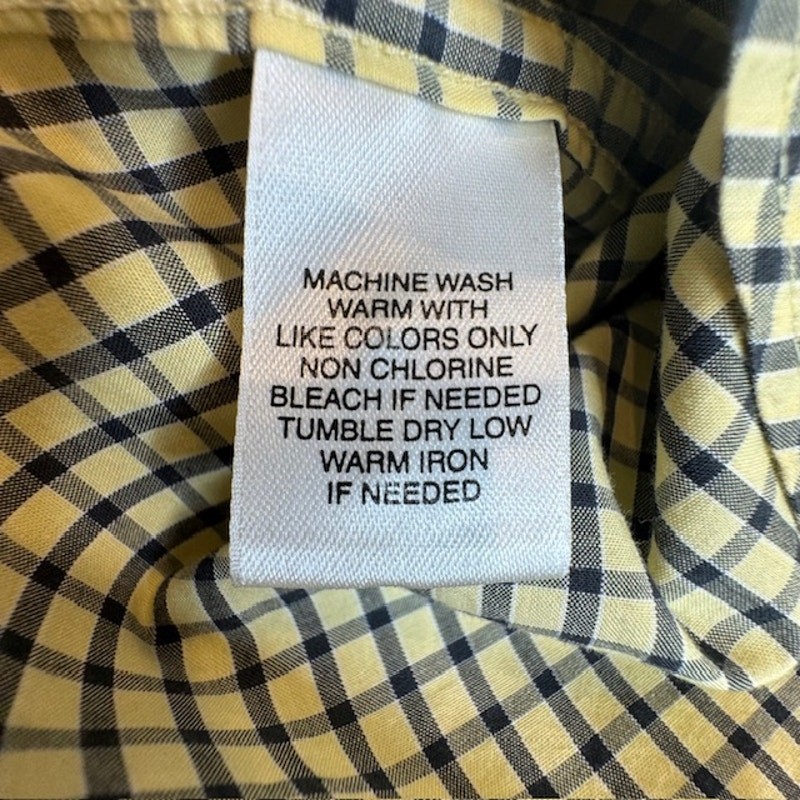 MACHINE WASH
WARM WITH
LIKE COLORS ONLY
NON CHLORINE
BLEACH IF NEEDED
TUMBLE DRY LOW
WARM IRON
IF NEEDED